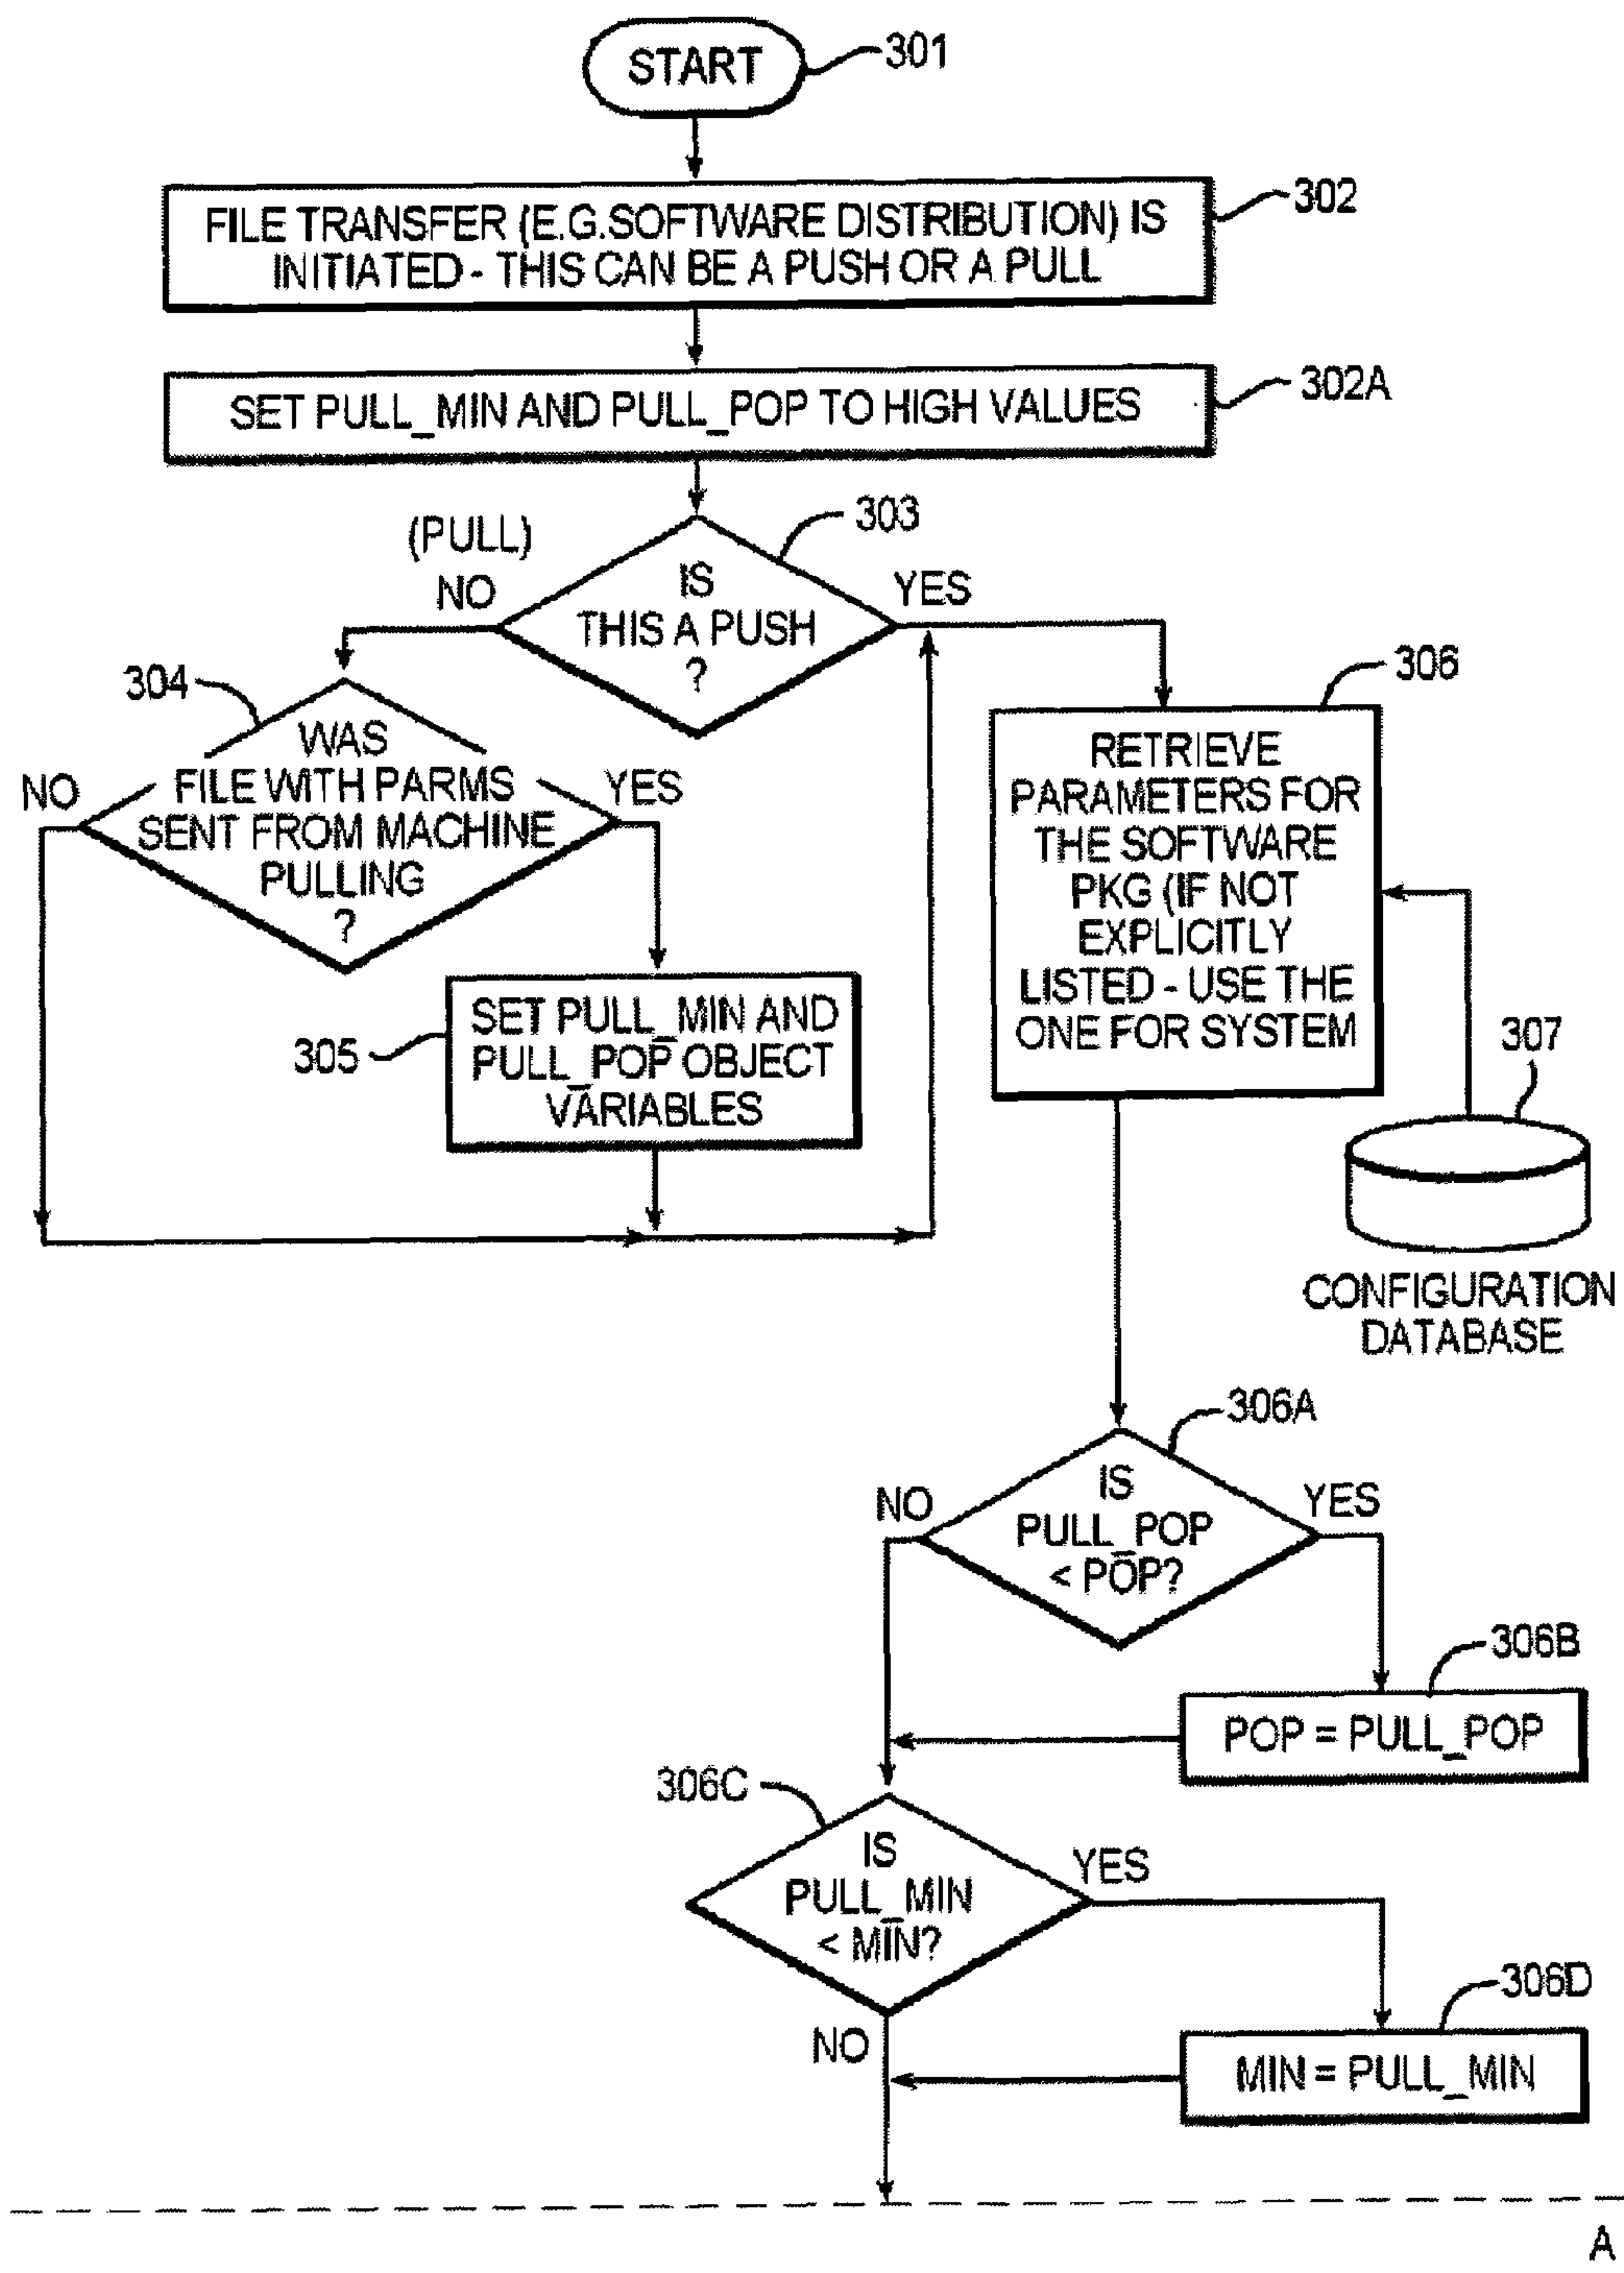 START
301
FILE TRANSFER (E.G.SOFTWARE DISTRIBUTION) IS
INITIATED - THIS CAN BE A PUSH OR A PULL
302
SET PULL_MIN AND PULL_POP TO HIGH VALUES
302A
303
(PULL)
NO
IS
THIS A PUSH
?
YES
304
WAS
FILE WITH PARMS
SENT FROM MACHINE
PULLING
?
NO
YES
305
SET PULL_MIN AND
PULL_POP OBJECT
VARIABLES
306
RETRIEVE
PARAMETERS FOR
THE SOFTWARE
PKG (IF NOT
EXPLICITLY
LISTED - USE THE
ONE FOR SYSTEM
307
CONFIGURATION
DATABASE
306A
NO
IS
PULL_POP
< POP?
YES
306B
POP = PULL_POP
306C
IS
PULL_MIN
< MIN?
YES
NO
306D
MIN = PULL_MIN
A